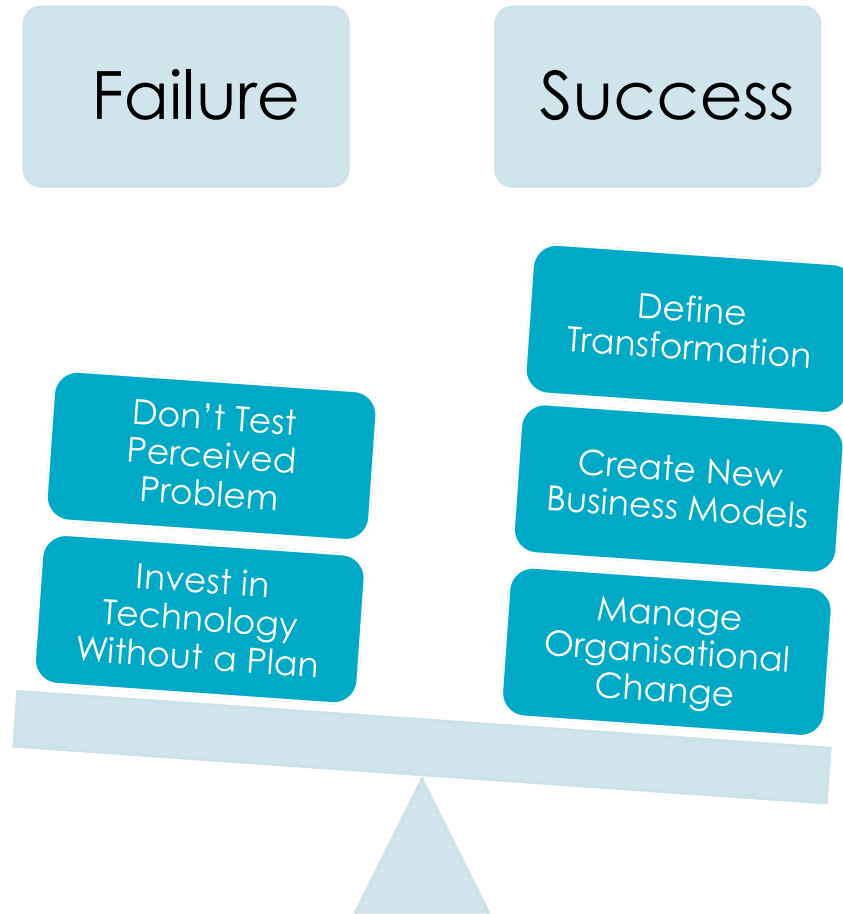 Failure
Success
Don’t Test
Perceived
Problem
Invest in
Technology
Without a Plan
Define
Transformation
Create New
Business Models
Manage
Organisational
Change